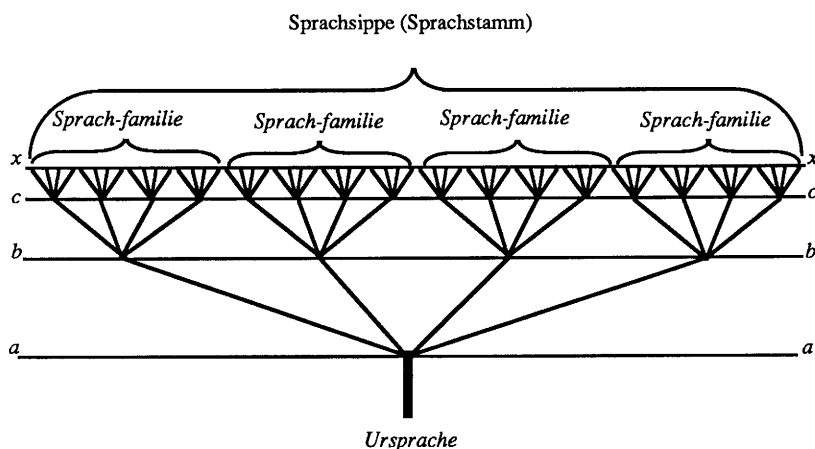 Sprachsippe (Sprachstamm)
Sprach-familie Sprach-familie Sprach-familie Sprach-familie
x x
c c
b b
a a
Ursprache